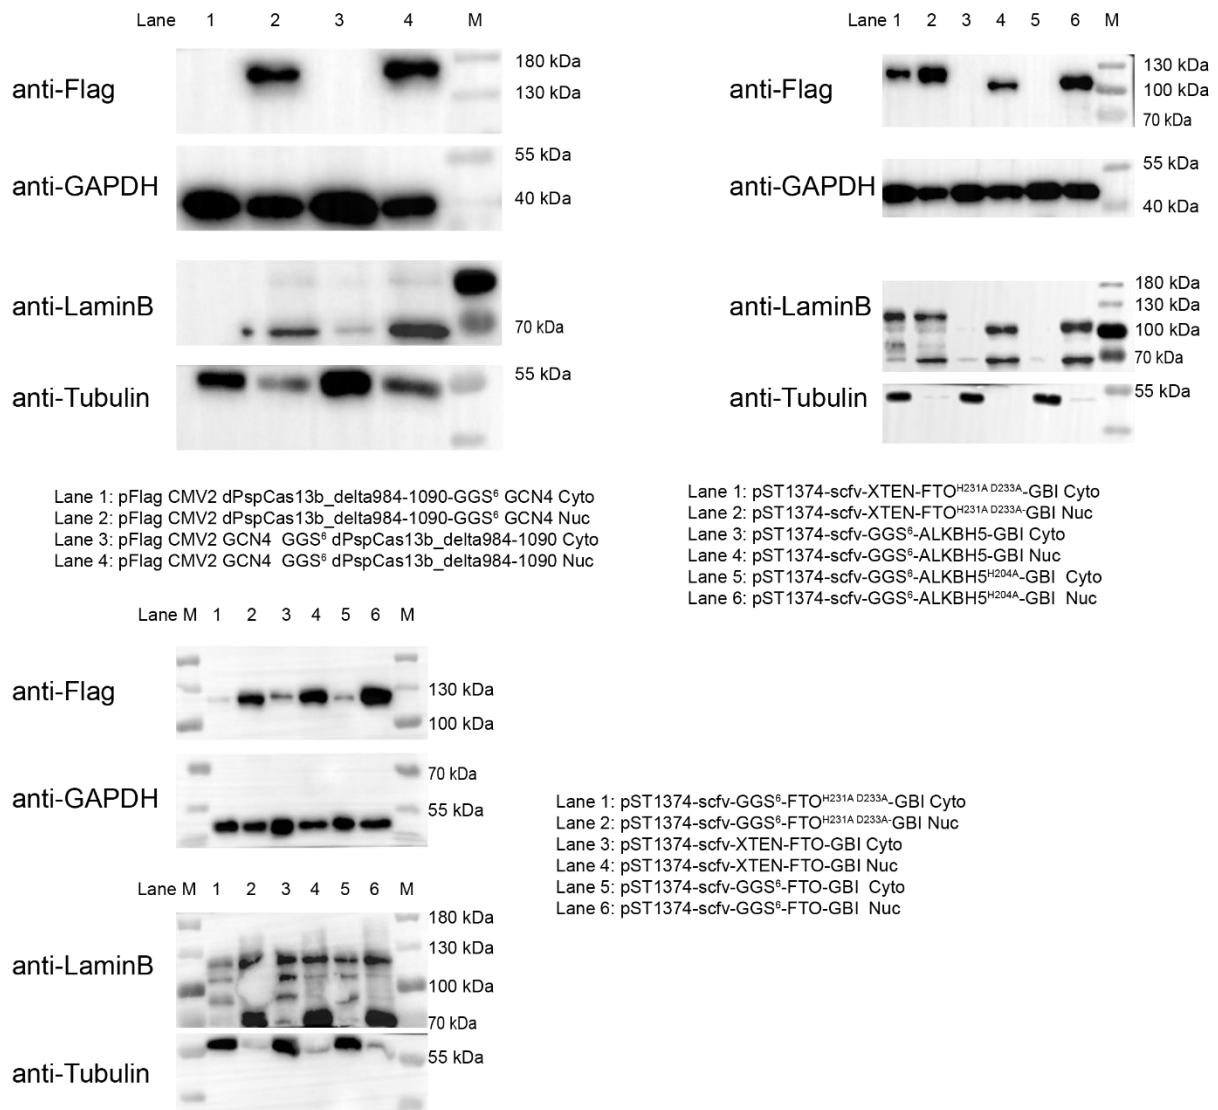 Lane 1 2 3 4 M
anti-Flag
180 kDa
130 kDa
anti-GAPDH
55 kDa
40 kDa
anti-LaminB
70 kDa
anti-Tubulin
55 kDa
Lane 1: pFlag CMV2 dPspCas13b_delta984-1090-GGS⁶ GCN4 Cyto
Lane 2: pFlag CMV2 dPspCas13b_delta984-1090-GGS⁶ GCN4 Nuc
Lane 3: pFlag CMV2 GCN4 GGS⁶ dPspCas13b_delta984-1090 Cyto
Lane 4: pFlag CMV2 GCN4 GGS⁶ dPspCas13b_delta984-1090 Nuc
Lane 1 2 3 4 5 6 M
anti-Flag
130 kDa
100 kDa
70 kDa
anti-GAPDH
55 kDa
40 kDa
anti-LaminB
180 kDa
130 kDa
100 kDa
70 kDa
anti-Tubulin
55 kDa
Lane 1: pST1374-scfv-XTEN-FTOᴴ²³¹ᴬ ᴰ²³³ᴬ-GBI Cyto
Lane 2: pST1374-scfv-XTEN-FTOᴴ²³¹ᴬ ᴰ²³³ᴬ-GBI Nuc
Lane 3: pST1374-scfv-GGS⁶-ALKBH5-GBI Cyto
Lane 4: pST1374-scfv-GGS⁶-ALKBH5-GBI Nuc
Lane 5: pST1374-scfv-GGS⁶-ALKBH5ᴴ²⁰⁴ᴬ-GBI Cyto
Lane 6: pST1374-scfv-GGS⁶-ALKBH5ᴴ²⁰⁴ᴬ-GBI Nuc
Lane M 1 2 3 4 5 6 M
anti-Flag
130 kDa
100 kDa
anti-GAPDH
70 kDa
55 kDa
Lane M 1 2 3 4 5 6 M
anti-LaminB
180 kDa
130 kDa
100 kDa
70 kDa
anti-Tubulin
55 kDa
Lane 1: pST1374-scfv-GGS⁶-FTOᴴ²³¹ᴬ ᴰ²³³ᴬ-GBI Cyto
Lane 2: pST1374-scfv-GGS⁶-FTOᴴ²³¹ᴬ ᴰ²³³ᴬ-GBI Nuc
Lane 3: pST1374-scfv-XTEN-FTO-GBI Cyto
Lane 4: pST1374-scfv-XTEN-FTO-GBI Nuc
Lane 5: pST1374-scfv-GGS⁶-FTO-GBI Cyto
Lane 6: pST1374-scfv-GGS⁶-FTO-GBI Nuc